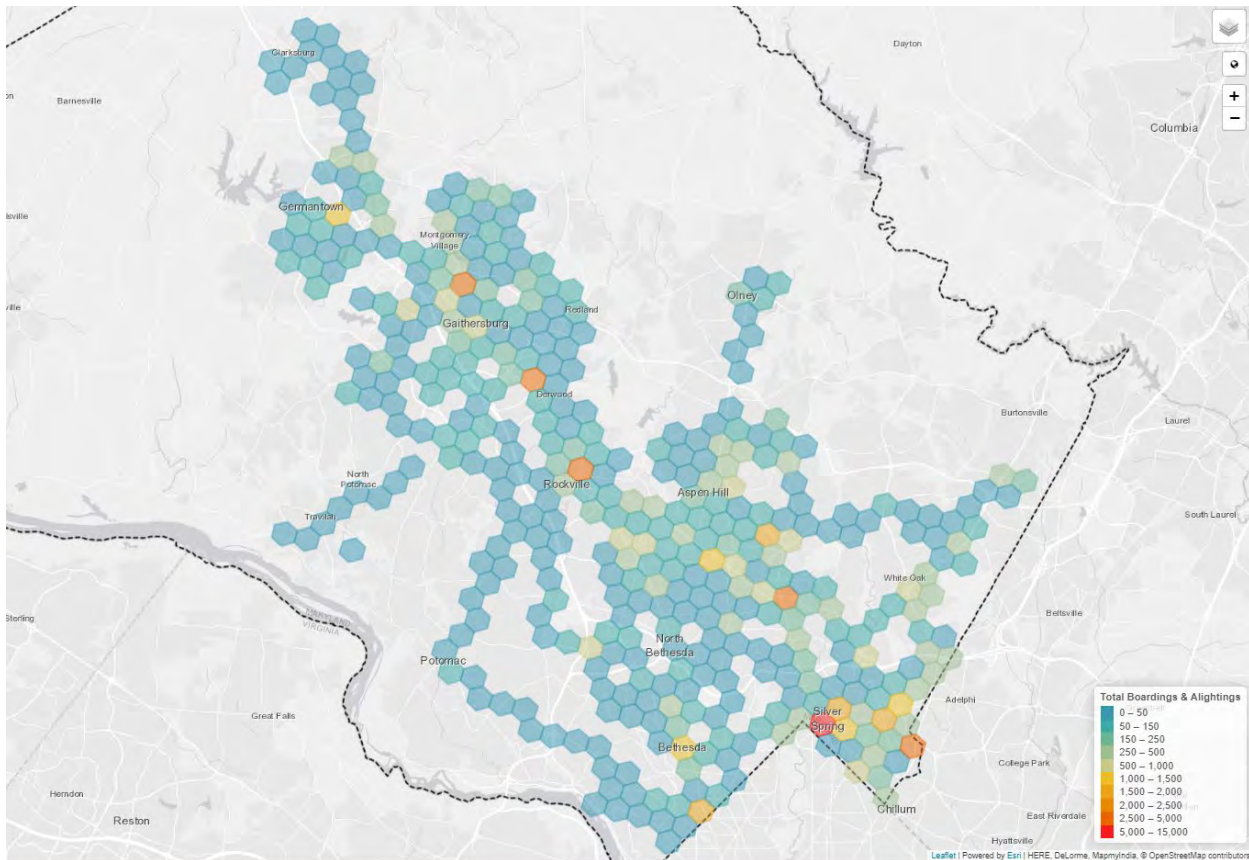 Clarksburg
Dayton
Barnesville
Columbia
Germantown
Montgomery
Village
Olney
Redland
Gaithersburg
Derwood
Burtonsville
Laurel
North
Potomac
Rockville
Aspen Hill
Travilah
South Laurel
White Oak
Beltsville
Sterling
MARYLAND
VIRGINIA
North
Bethesda
Potomac
Adelphi
Great Falls
Silver
Spring
Bethesda
College Park
Herndon
Chillum
Reston
East Riverdale
Hyattsville
+
−
Total Boardings & Alightings
0 – 50
50 – 150
150 – 250
250 – 500
500 – 1,000
1,000 – 1,500
1,500 – 2,000
2,000 – 2,500
2,500 – 5,000
5,000 – 15,000
Leaflet | Powered by Esri | HERE, DeLorme, MapmyIndia, © OpenStreetMap contributors